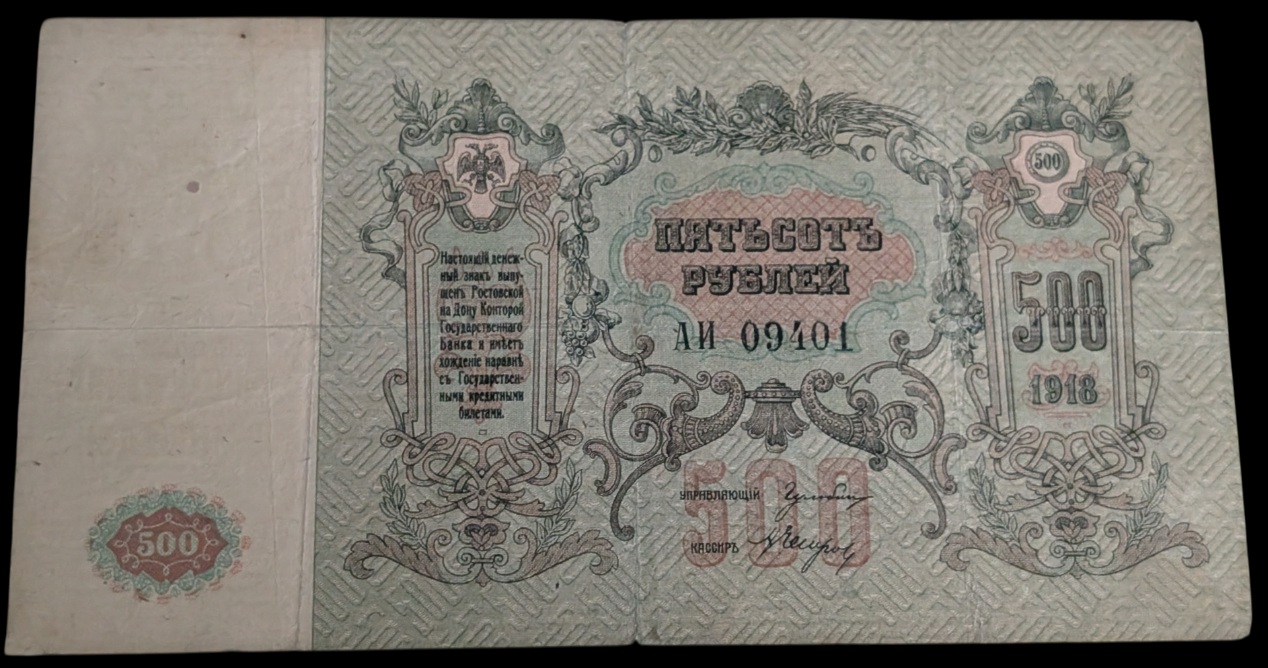 500
Настоящій денеж-
ный знакъ выпу-
щенъ Ростовской
на Дону Конторой
Государственнаго
Банка и имѣетъ
хожденіе наравнѣ
съ Государствен-
ными кредитными
билетами.
ПЯТЬСОТЪ
РУБЛЕЙ
АИ 09401
500
УПРАВЛЯЮЩІЙ
КАССИРЪ
500
500
1918